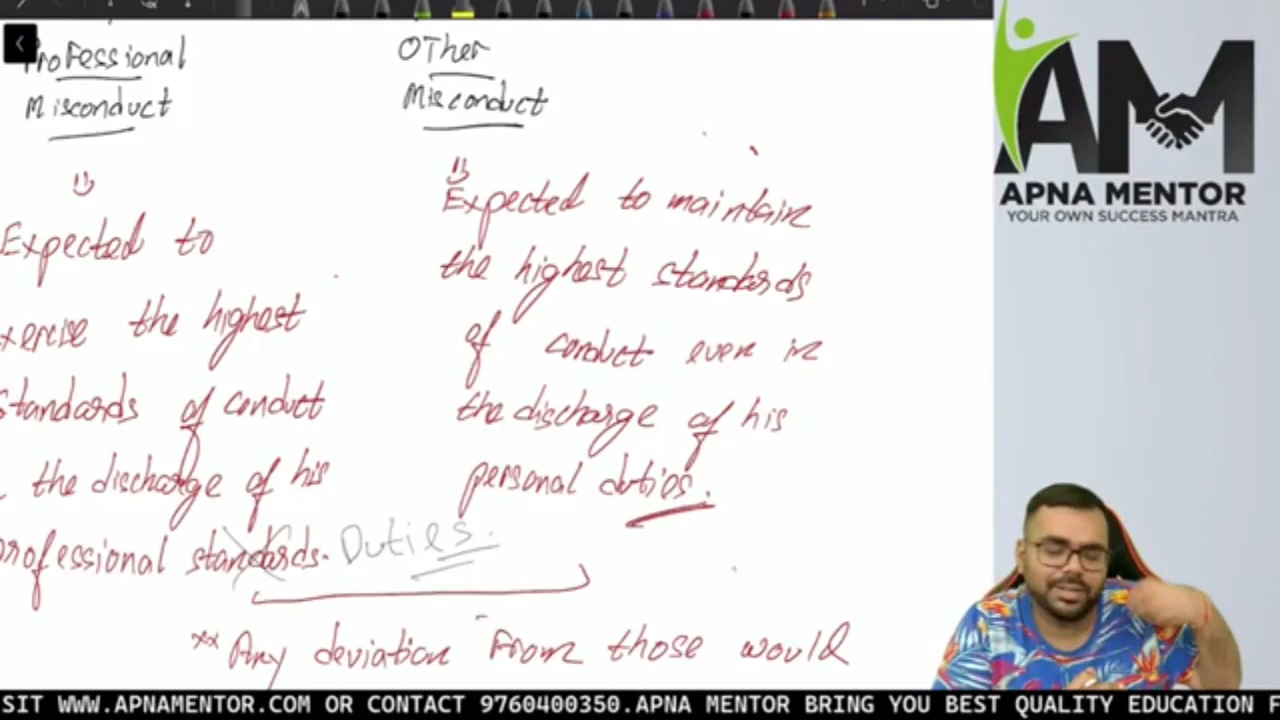 Professional
Misconduct
Expected to
exercise the highest
standards of conduct
the discharge of his
professional standards. Duties.
OTher
Misconduct
Expected to maintain
the highest standards
of conduct even in
the discharge of his
personal duties.
** Any deviation From those would
AM
APNA MENTOR
YOUR OWN SUCCESS MANTRA
SIT WWW.APNAMENTOR.COM OR CONTACT 9760400350.APNA MENTOR BRING YOU BEST QUALITY EDUCATION F